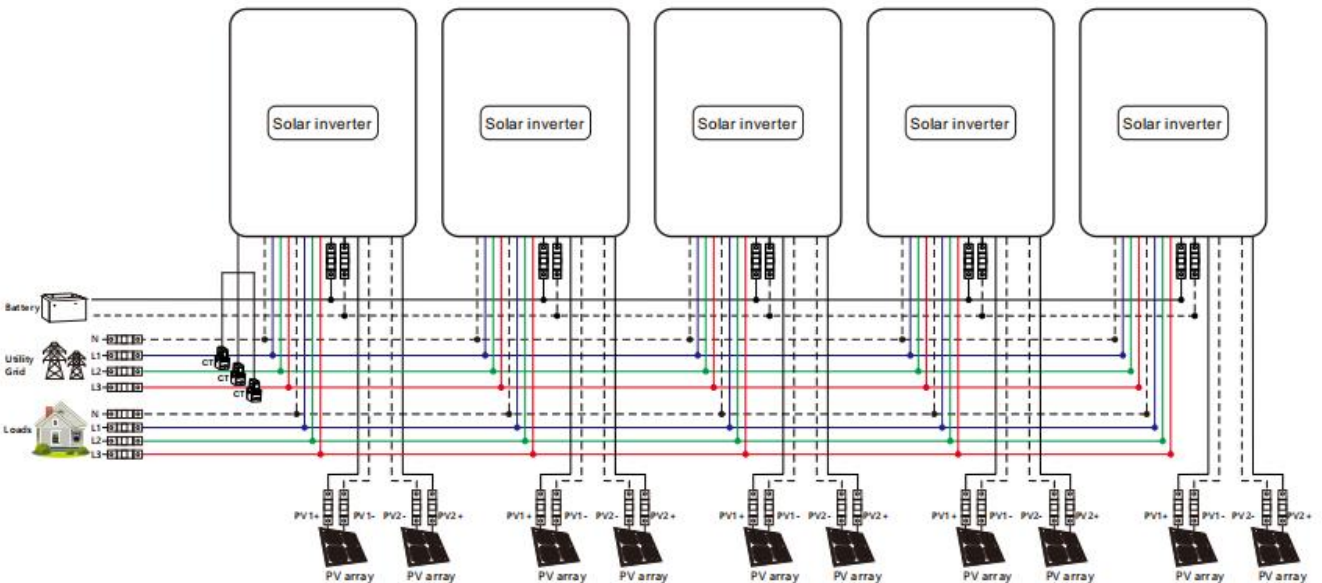 Solar inverter Solar inverter Solar inverter Solar inverter Solar inverter
Battery
N
L1
CT
Utility
Grid
L2
CT
L3
CT
N
Loads
L1
L2
L3
PV1+ PV1- PV2- PV2+ PV1+ PV1- PV2- PV2+ PV1+ PV1- PV2- PV2+ PV1+ PV1- PV2- PV2+ PV1+ PV1- PV2- PV2+
PV array PV array PV array PV array PV array PV array PV array PV array PV array PV array